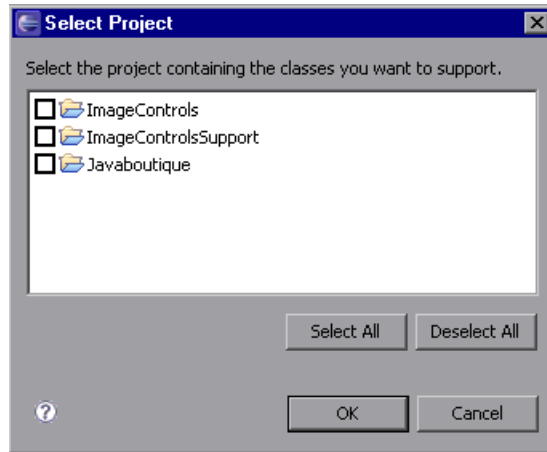 Select Project
Select the project containing the classes you want to support.
ImageControls
ImageControlsSupport
Javaboutique
Select All Deselect All
? OK Cancel